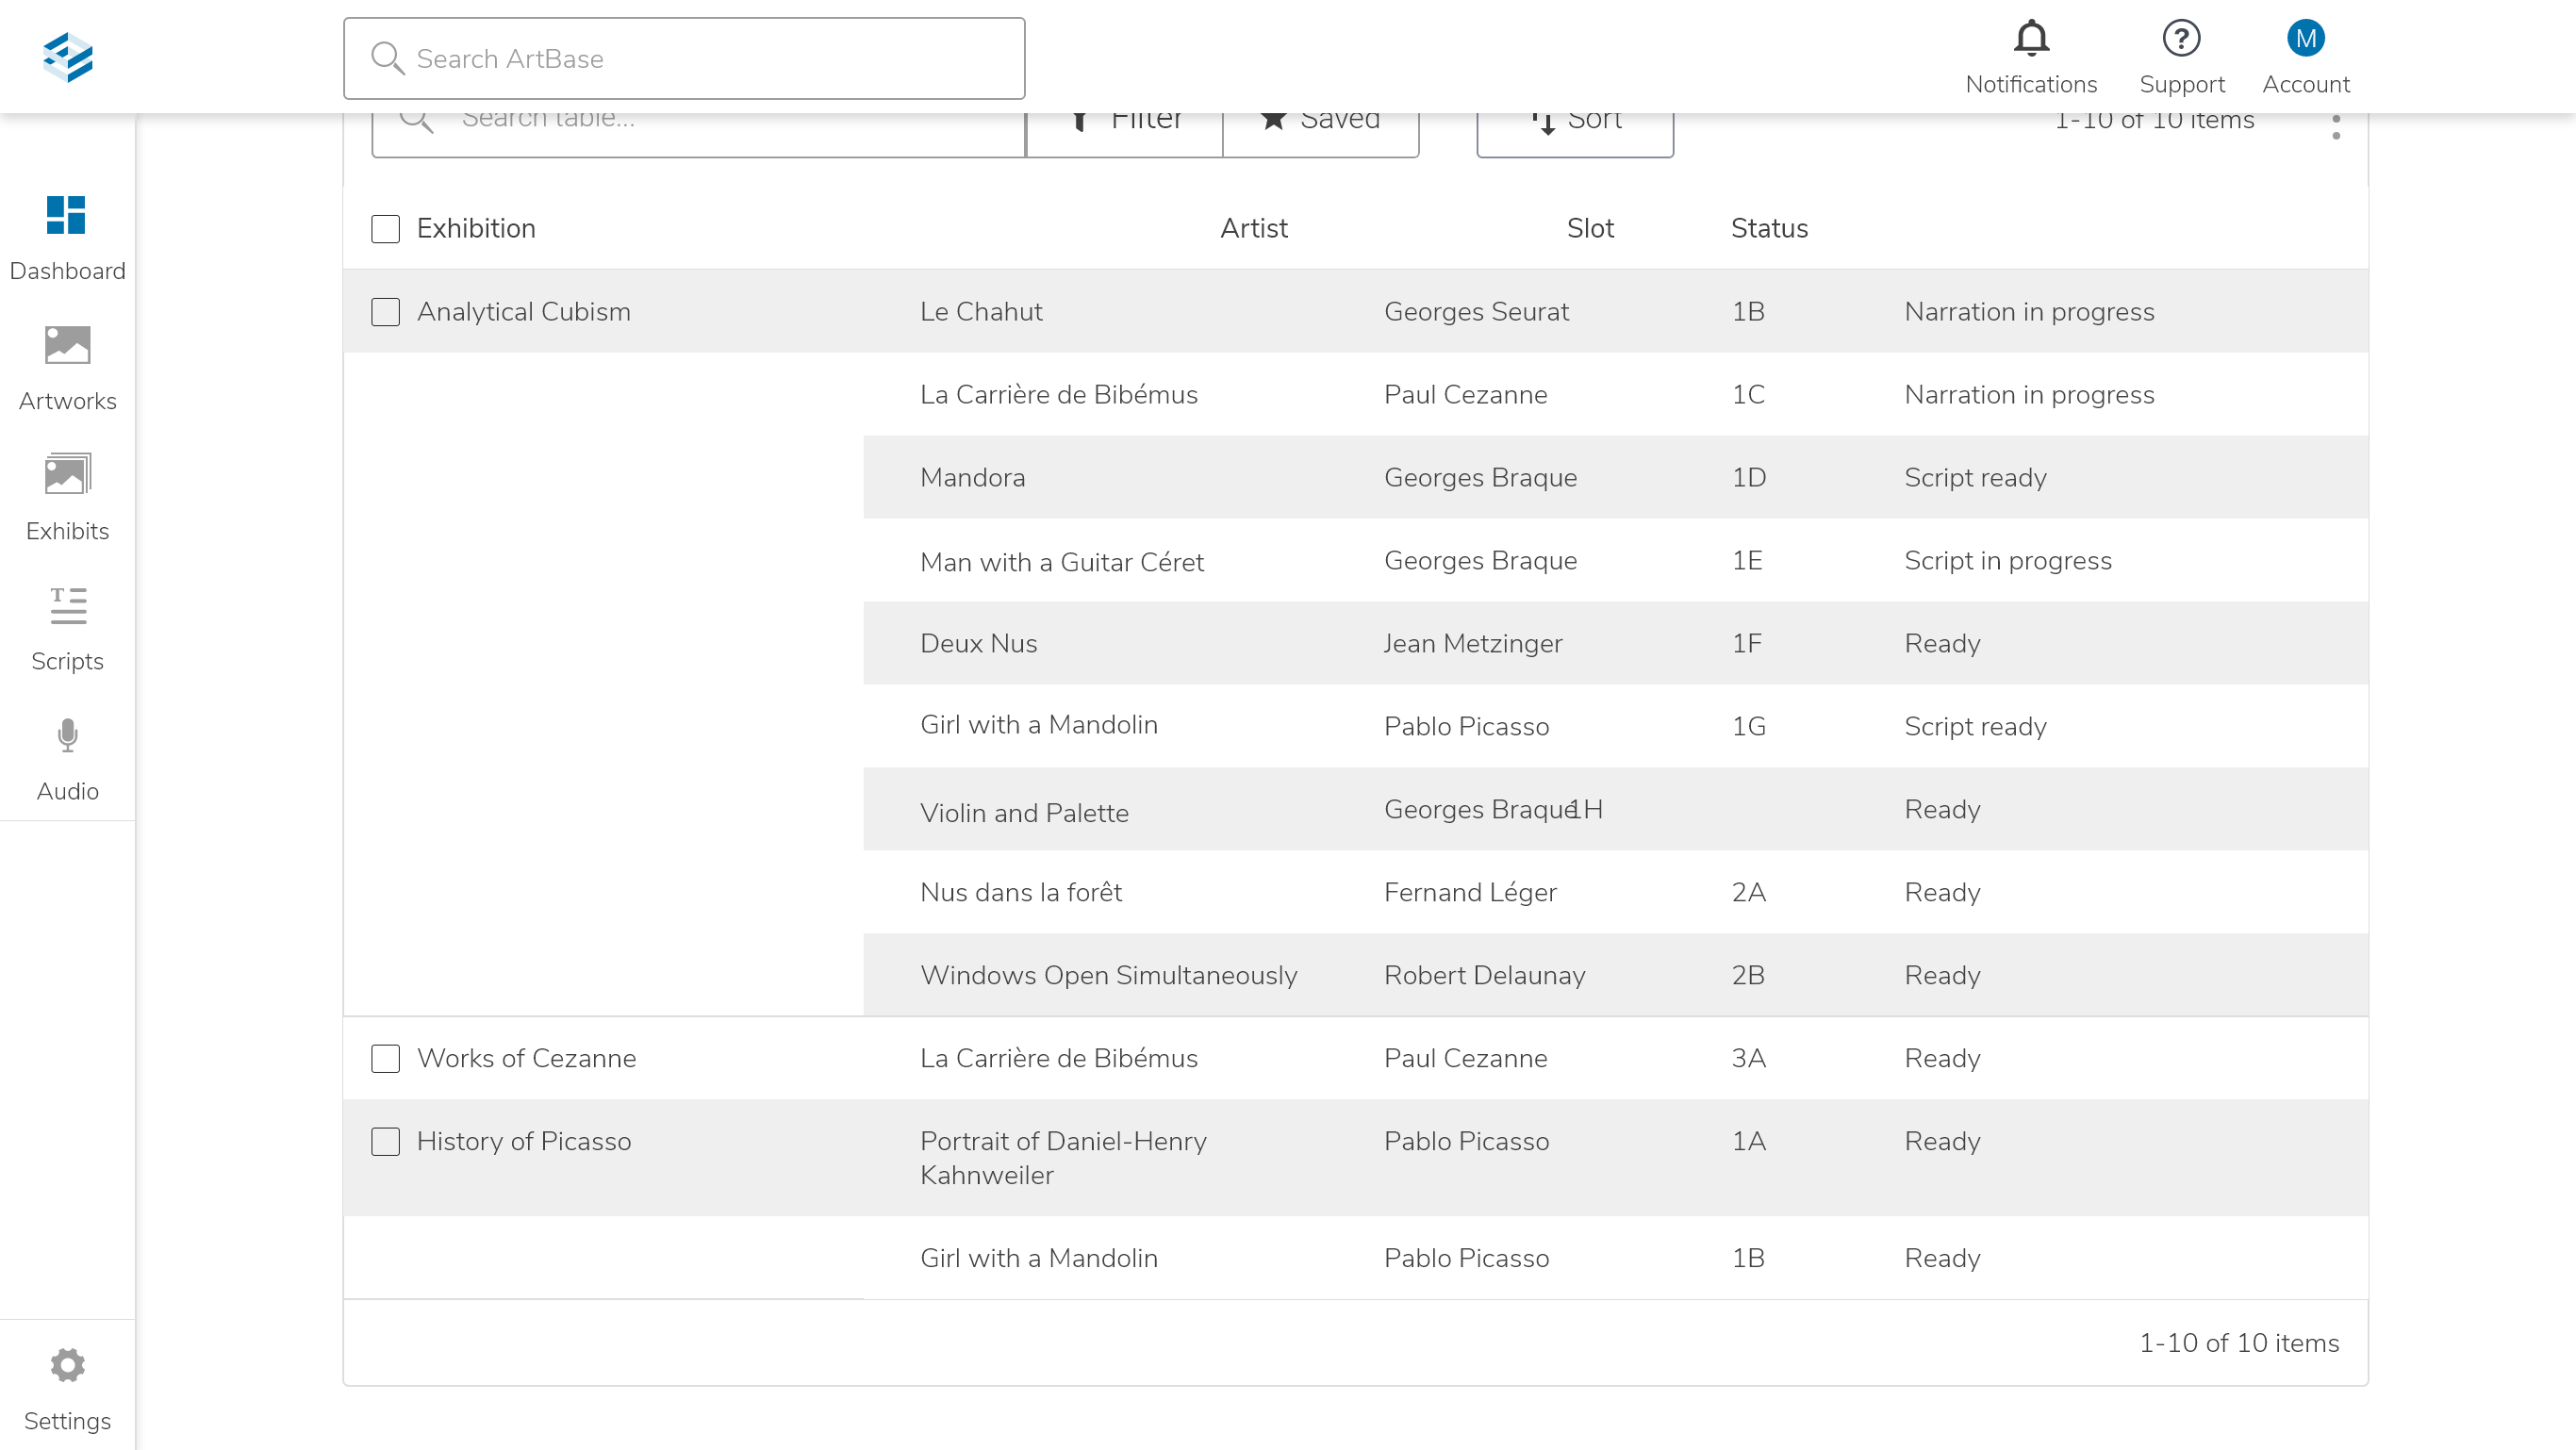 Search ArtBase
Notifications
Support
M
Account
Search table...
Filter
Saved
Sort
1-10 of 10 items
Dashboard
Artworks
Exhibits
T
Scripts
Audio
Settings
Exhibition Artist Slot Status
Analytical Cubism Le Chahut Georges Seurat 1B Narration in progress
La Carrière de Bibémus Paul Cezanne 1C Narration in progress
Mandora Georges Braque 1D Script ready
Man with a Guitar Céret Georges Braque 1E Script in progress
Deux Nus Jean Metzinger 1F Ready
Girl with a Mandolin Pablo Picasso 1G Script ready
Violin and Palette Georges Braque 1H Ready
Nus dans la forêt Fernand Léger 2A Ready
Windows Open Simultaneously Robert Delaunay 2B Ready
Works of Cezanne La Carrière de Bibémus Paul Cezanne 3A Ready
History of Picasso Portrait of Daniel-Henry Pablo Picasso 1A Ready
Kahnweiler
Girl with a Mandolin Pablo Picasso 1B Ready
1-10 of 10 items